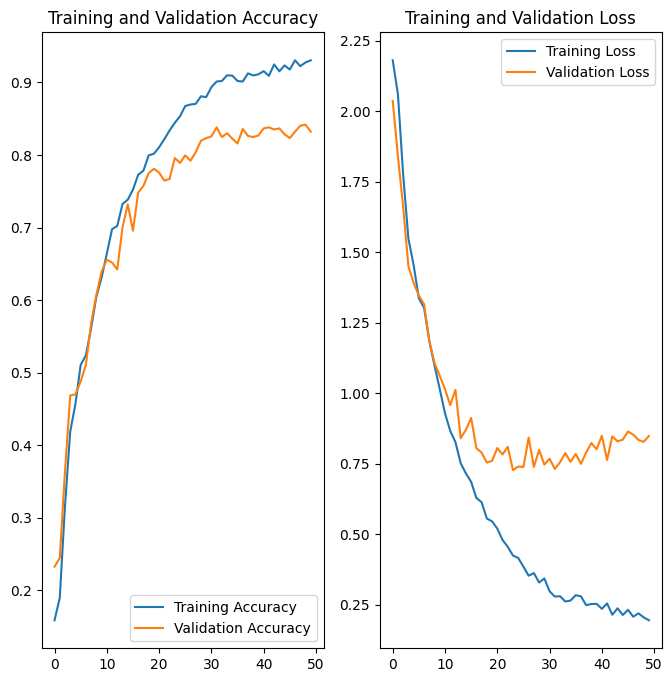 Training and Validation Accuracy
0.9
0.8
0.7
0.6
0.5
0.4
0.3
0.2
0 10 20 30 40 50
Training Accuracy
Validation Accuracy
Training and Validation Loss
2.25
2.00
1.75
1.50
1.25
1.00
0.75
0.50
0.25
0 10 20 30 40 50
Training Loss
Validation Loss